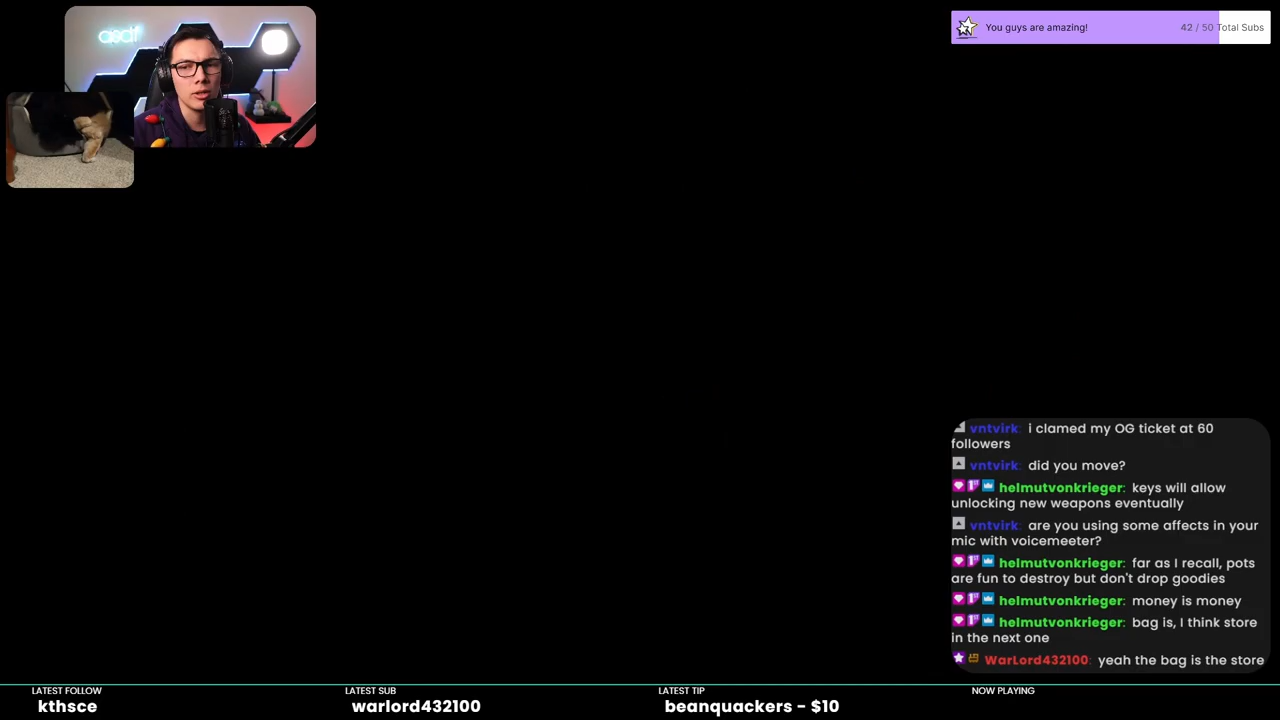 asdf
You guys are amazing!
42 / 50 Total Subs
vntvirk: i clamed my OG ticket at 60
followers
vntvirk: did you move?
helmutvonkrieger: keys will allow
unlocking new weapons eventually
vntvirk: are you using some affects in your
mic with voicemeeter?
helmutvonkrieger: far as I recall, pots
are fun to destroy but don't drop goodies
helmutvonkrieger: money is money
helmutvonkrieger: bag is, I think store
in the next one
WarLord432100: yeah the bag is the store
LATEST FOLLOW
kthsce
LATEST SUB
warlord432100
LATEST TIP
beanquackers - $10
NOW PLAYING